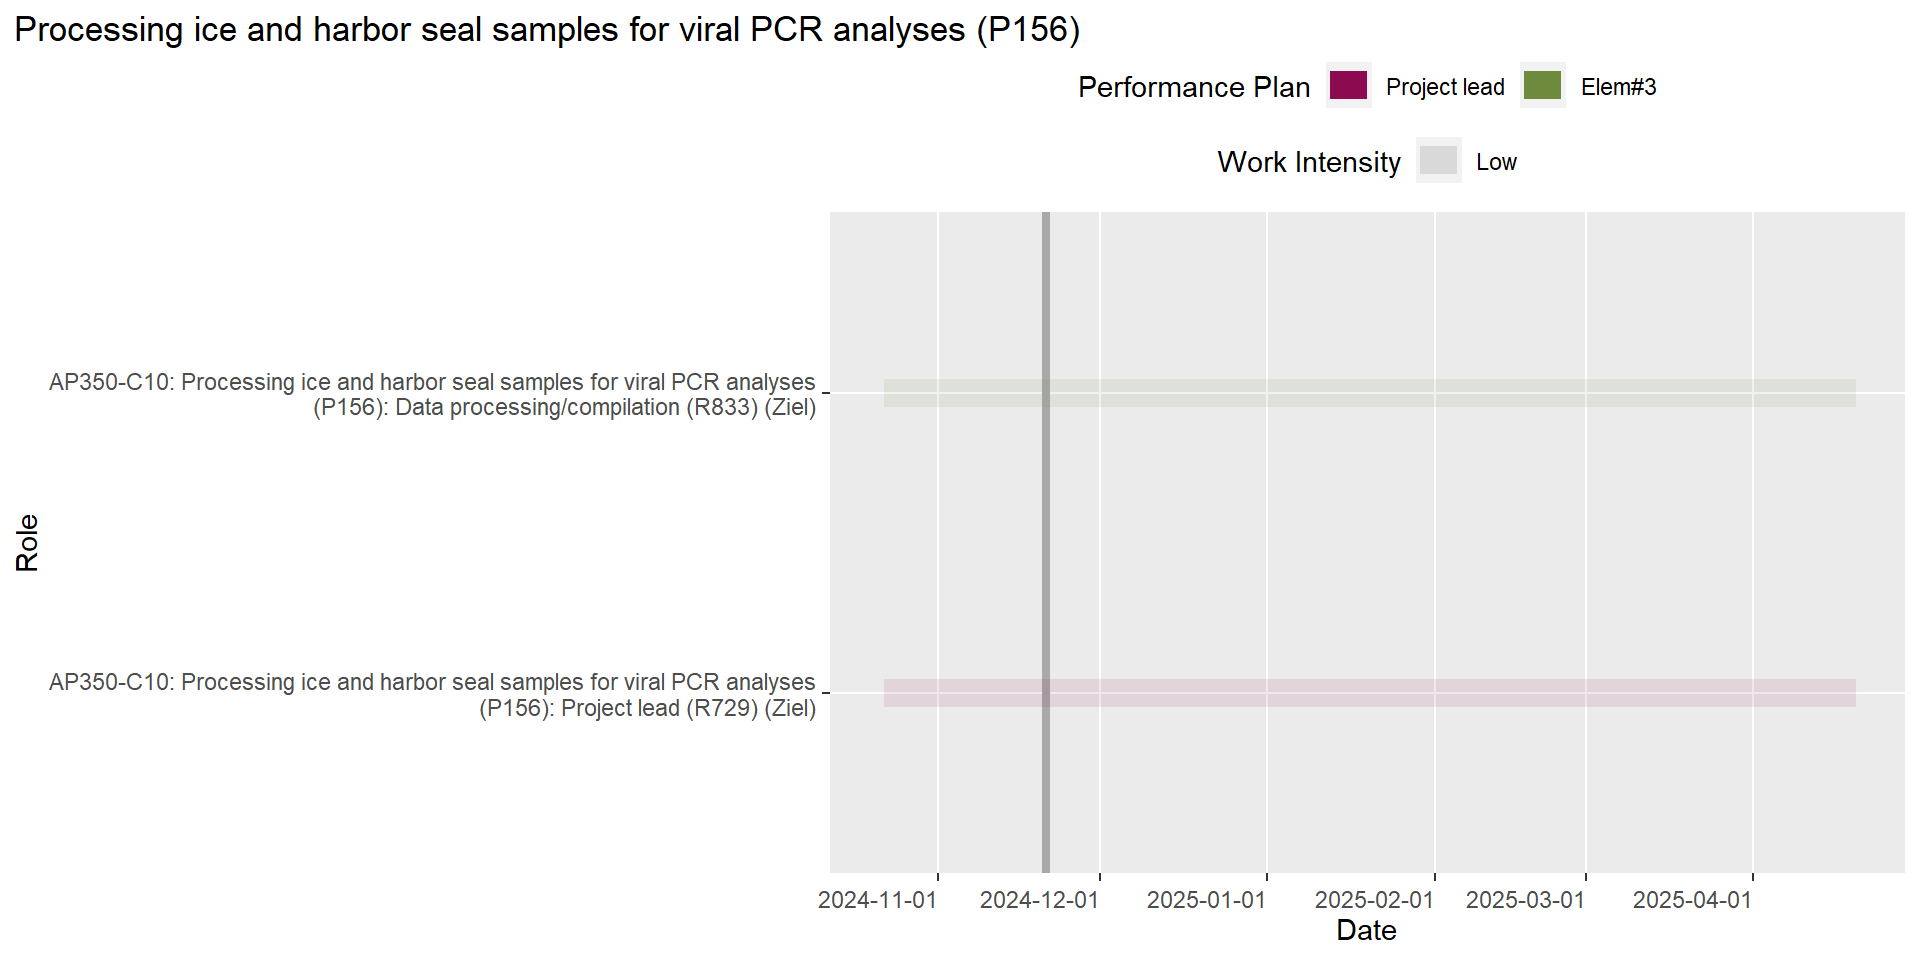 Processing ice and harbor seal samples for viral PCR analyses (P156)
Performance Plan Project lead Elem#3
Work Intensity Low
AP350-C10: Processing ice and harbor seal samples for viral PCR analyses
(P156): Data processing/compilation (R833) (Ziel)
Role
AP350-C10: Processing ice and harbor seal samples for viral PCR analyses
(P156): Project lead (R729) (Ziel)
2024-11-01 2024-12-01 2025-01-01 2025-02-01 2025-03-01 2025-04-01
Date